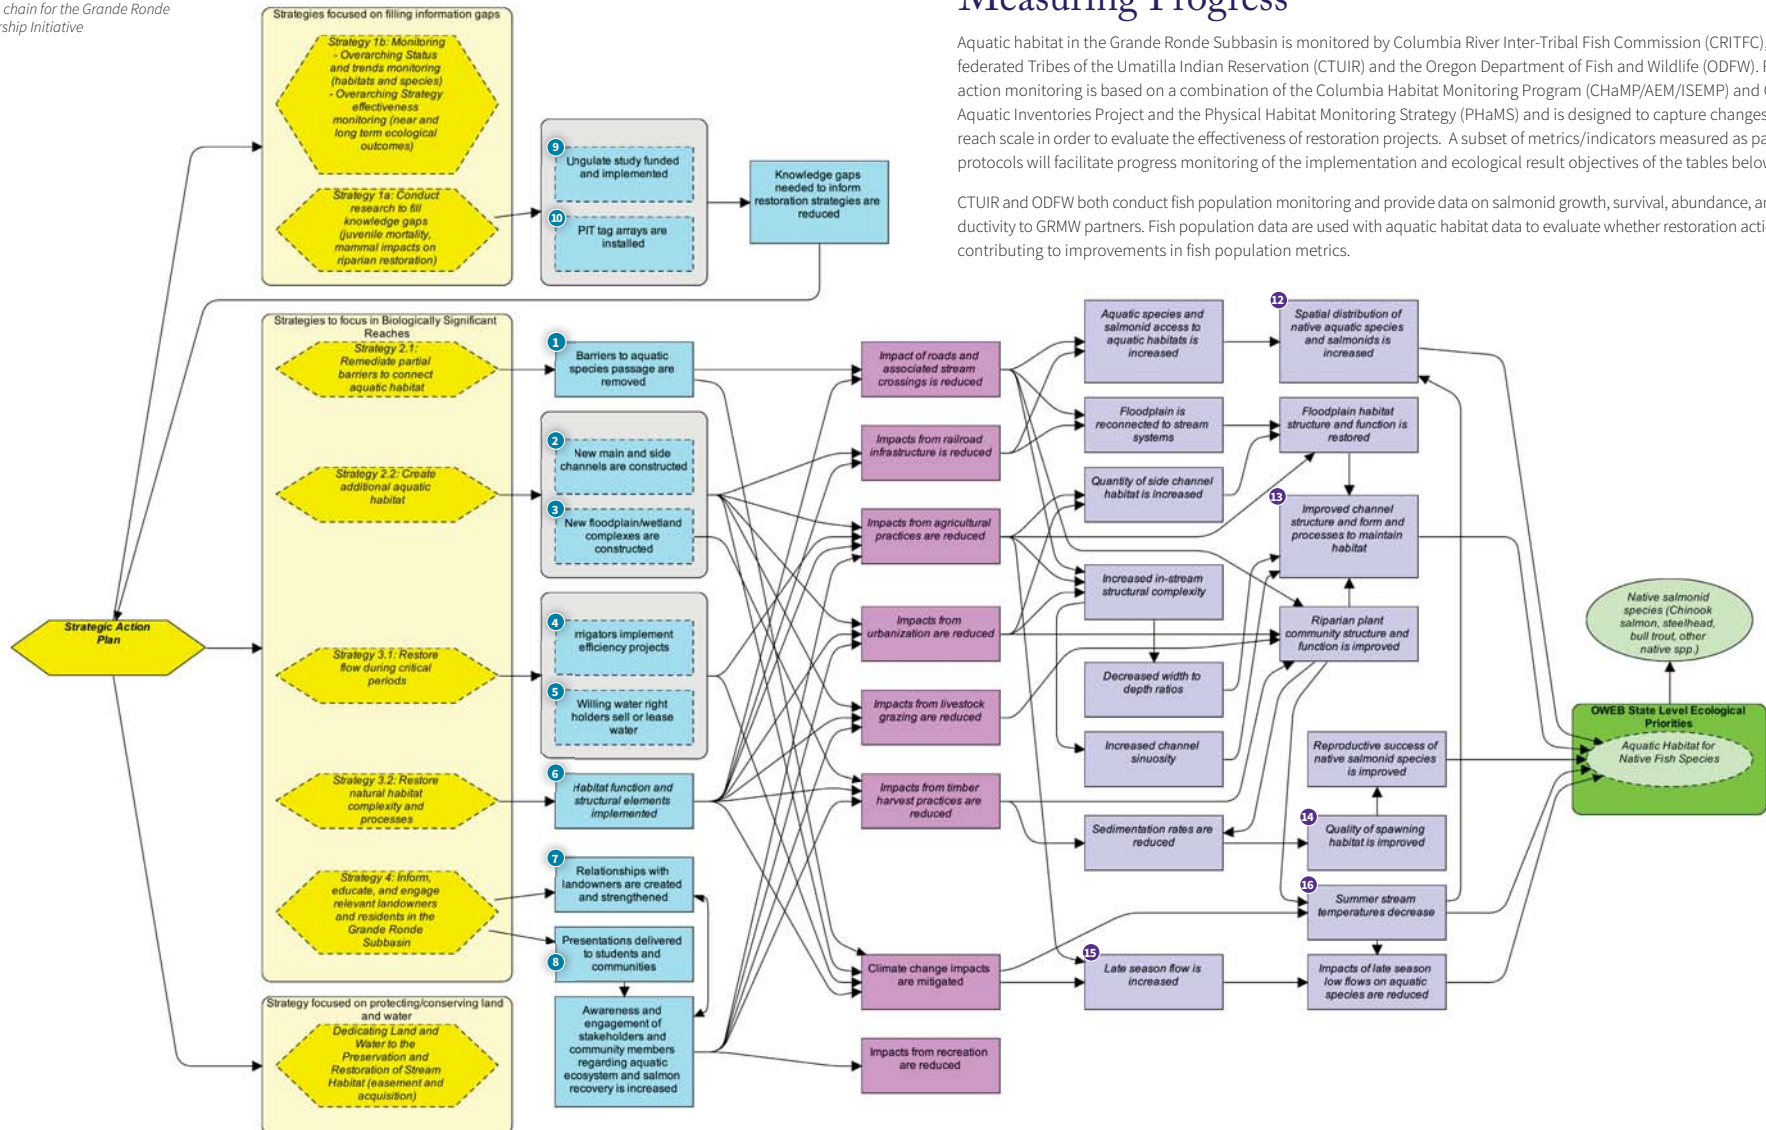 chain for the Grande Ronde
rship Initiative
Measuring Progress
Aquatic habitat in the Grande Ronde Subbasin is monitored by Columbia River Inter-Tribal Fish Commission (CRITFC),
federated Tribes of the Umatilla Indian Reservation (CTUIR) and the Oregon Department of Fish and Wildlife (ODFW).
action monitoring is based on a combination of the Columbia Habitat Monitoring Program (CHaMP/AEM/ISEMP) and
Aquatic Inventories Project and the Physical Habitat Monitoring Strategy (PHaMS) and is designed to capture changes
reach scale in order to evaluate the effectiveness of restoration projects. A subset of metrics/indicators measured as pa
protocols will facilitate progress monitoring of the implementation and ecological result objectives of the tables below
CTUIR and ODFW both conduct fish population monitoring and provide data on salmonid growth, survival, abundance, a
ductivity to GRMW partners. Fish population data are used with aquatic habitat data to evaluate whether restoration acti
contributing to improvements in fish population metrics.
Strategic Action
Plan
Strategies focused on filling information gaps
Strategy 1b: Monitoring
- Overarching Status
and trends monitoring
(habitats and species)
- Overarching Strategy
effectiveness
monitoring (near and
long term ecological
outcomes)
Strategy 1a: Conduct
research to fill
knowledge gaps
(juvenile mortality,
mammal impacts on
riparian restoration)
9
Ungulate study funded
and implemented
10
PIT tag arrays are
installed
Knowledge gaps
needed to inform
restoration strategies are
reduced
Strategies to focus in Biologically Significant
Reaches
Strategy 2.1:
Remediate partial
barriers to connect
aquatic habitat
Strategy 2.2: Create
additional aquatic
habitat
Strategy 3.1: Restore
flow during critical
periods
Strategy 3.2: Restore
natural habitat
complexity and
processes
Strategy 4: Inform,
educate, and engage
relevant landowners
and residents in the
Grande Ronde
Subbasin
Strategy focused on protecting/conserving land
and water
Dedicating Land and
Water to the
Preservation and
Restoration of Stream
Habitat (easement and
acquisition)
1
Barriers to aquatic
species passage are
removed
2
New main and side
channels are constructed
3
New floodplain/wetland
complexes are
constructed
4
rrigators implement
efficiency projects
5
Willing water right
holders sell or lease
water
6
Habitat function and
structural elements
implemented
7
Relationships with
landowners are created
and strengthened
8
Presentations delivered
to students and
communities
Awareness and
engagement of
stakeholders and
community members
regarding aquatic
ecosystem and salmon
recovery is increased
Impact of roads and
associated stream
crossings is reduced
Impacts from railroad
infrastructure is reduced
Impacts from agricultural
practices are reduced
Impacts from
urbanization are reduced
Impacts from livestock
grazing are reduced
Impacts from timber
harvest practices are
reduced
Climate change impacts
are mitigated
Impacts from recreation
are reduced
Aquatic species and
salmonid access to
aquatic habitats is
increased
Floodplain is
reconnected to stream
systems
Quantity of side channel
habitat is increased
Increased in-stream
structural complexity
Decreased width to
depth ratios
Increased channel
sinuosity
Sedimentation rates are
reduced
15
Late season flow is
increased
12
Spatial distribution of
native aquatic species
and salmonids is
increased
Floodplain habitat
structure and function is
restored
13
Improved channel
structure and form and
processes to maintain
habitat
Riparian plant
community structure and
function is improved
Reproductive success of
native salmonid species
is improved
14
Quality of spawning
habitat is improved
16
Summer stream
temperatures decrease
Impacts of late season
low flows on aquatic
species are reduced
Native salmonid
species (Chinook
salmon, steelhead,
bull trout, other
native spp.)
OWEB State Level Ecological
Priorities
Aquatic Habitat for
Native Fish Species